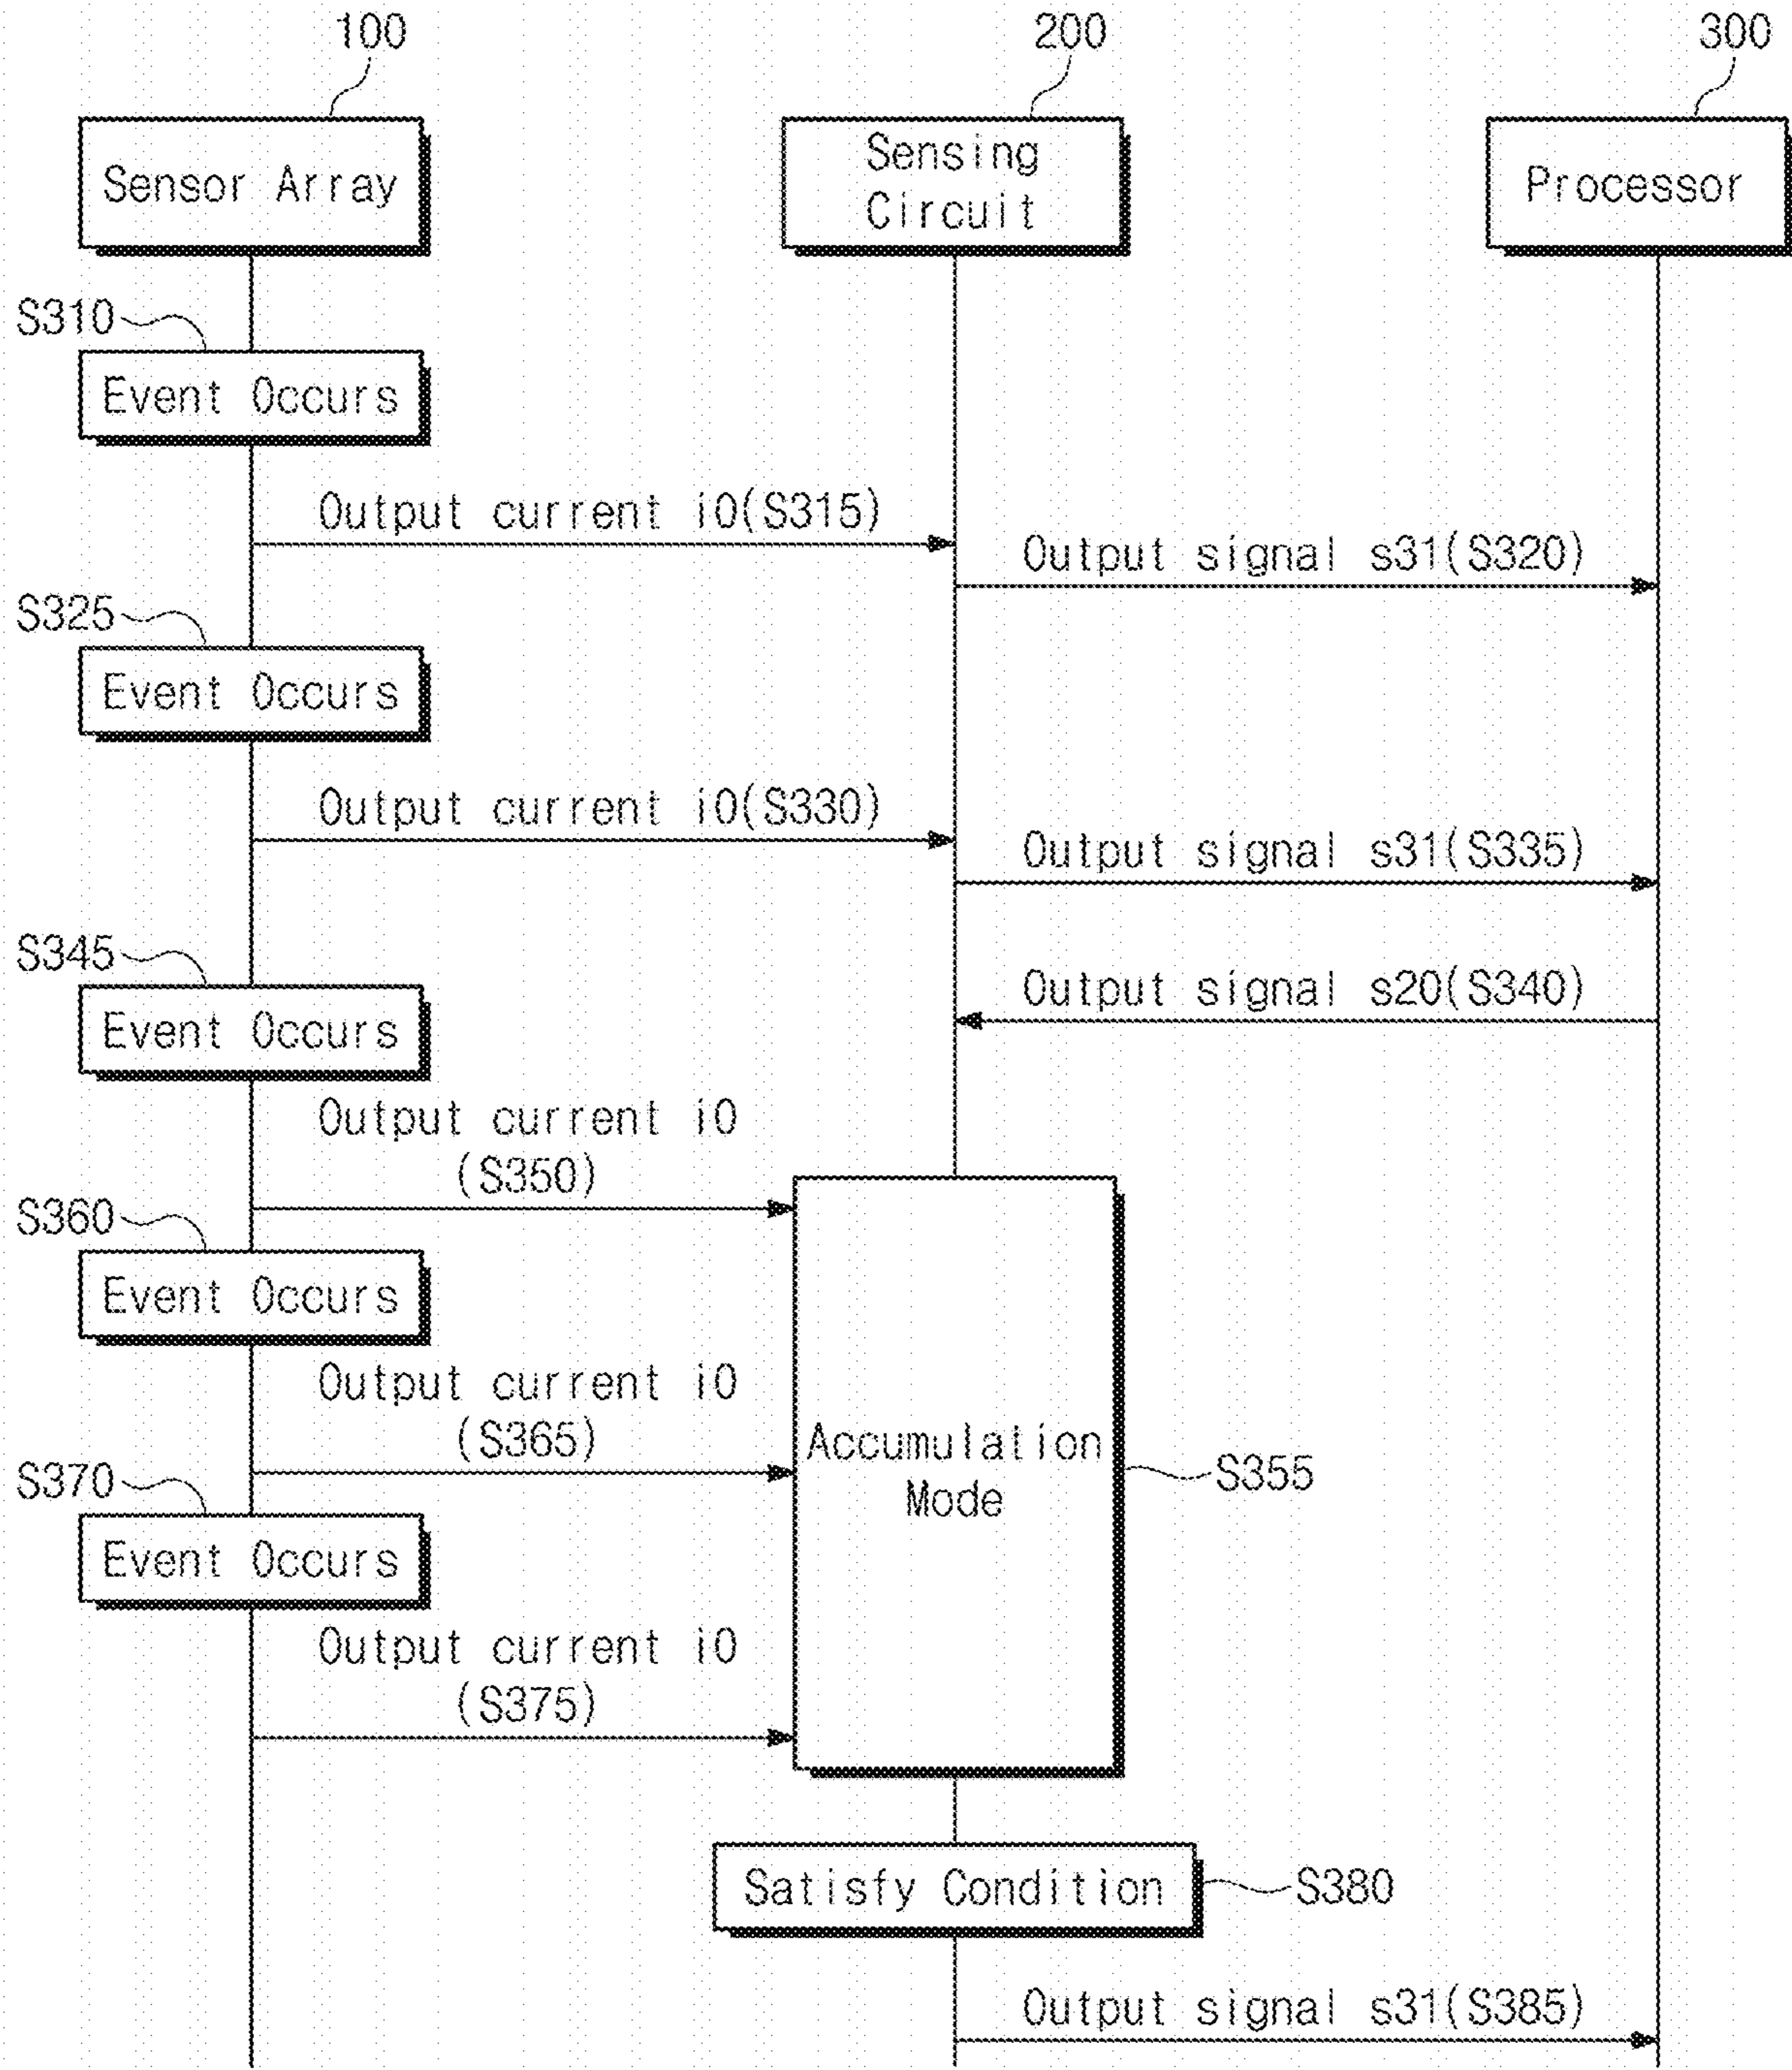 100
200
300
Sensor Array
Sensing
Circuit
Processor
S310
Event Occurs
Output current i0(S315)
Output signal s31(S320)
S325
Event Occurs
Output current i0(S330)
Output signal s31(S335)
S345
Output signal s20(S340)
Event Occurs
Output current i0
(S350)
S360
Event Occurs
Output current i0
(S365)
Accumulation
Mode
S355
S370
Event Occurs
Output current i0
(S375)
Satisfy Condition
S380
Output signal s31(S385)